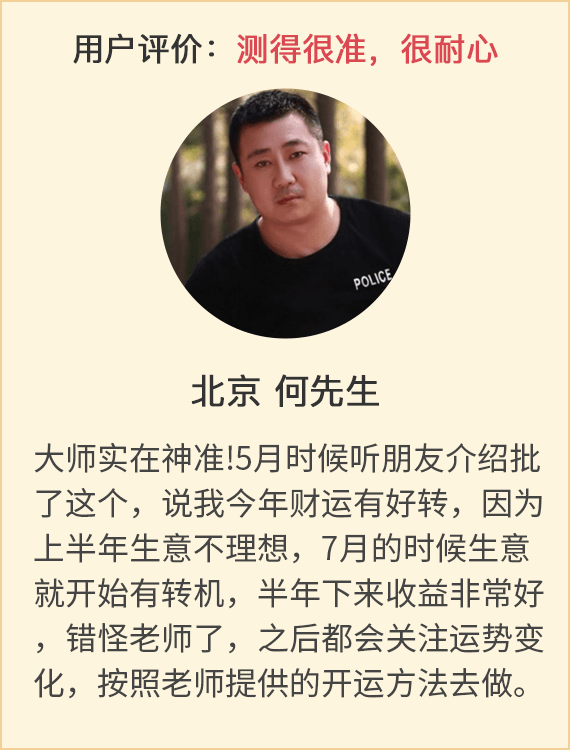 用户评价：测得很准，很耐心
POLICE
北京 何先生
大师实在神准!5月时候听朋友介绍批
了这个，说我今年财运有好转，因为
上半年生意不理想，7月的时候生意
就开始有转机，半年下来收益非常好
，错怪老师了，之后都会关注运势变
化，按照老师提供的开运方法去做。